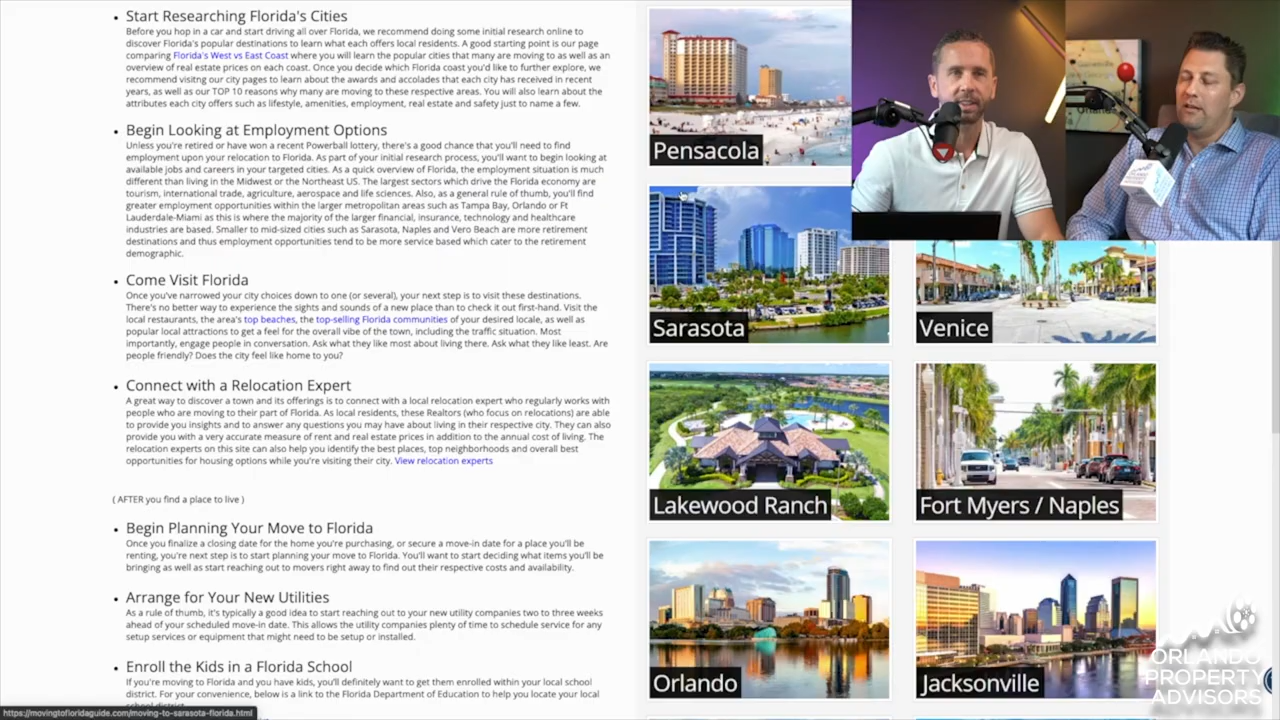 Start Researching Florida's Cities
Before you hop in a car and start driving all over Florida, we recommend doing some initial research online to
discover Florida's popular destinations to learn what each offers local residents. A good starting point is our page
comparing Florida's West vs East Coast where you will learn the popular cities that many are moving to as well as an
overview of real estate prices on each coast. Once you decide which Florida coast you'd like to further explore, we
recommend visiting our city pages to learn about the awards and accolades that each city has received in recent
years, as well as our TOP 10 reasons why many are moving to these respective areas. You will also learn about the
attributes each city offers such as lifestyle, amenities, employment, real estate and safety just to name a few.
Begin Looking at Employment Options
Unless you're retired or have won a recent Powerball lottery, there's a good chance that you'll need to find
employment upon your relocation to Florida. As part of your initial research process, you'll want to begin looking at
available jobs and careers in your targeted cities. As a quick overview of Florida, the employment situation is much
different than living in the Midwest or the Northeast US. The largest sectors which drive the Florida economy are
tourism, international trade, agriculture, aerospace and life sciences. Also, as a general rule of thumb, you'll find
greater employment opportunities within the larger metropolitan areas such as Tampa Bay, Orlando or Ft
Lauderdale-Miami as this is where the majority of the larger financial, insurance, technology and healthcare
industries are based. Smaller to mid-sized cities such as Sarasota, Naples and Vero Beach are more retirement
destinations and thus employment opportunities tend to be more service based which cater to the retirement
demographic.
Come Visit Florida
Once you've narrowed your city choices down to one (or several), your next step is to visit these destinations.
There's no better way to experience the sights and sounds of a new place than to check it out first-hand. Visit the
local restaurants, the area's top beaches, the top-selling Florida communities of your desired locale, as well as
popular local attractions to get a feel for the overall vibe of the town, including the traffic situation. Most
importantly, engage people in conversation. Ask what they like most about living there. Ask what they like least. Are
people friendly? Does the city feel like home to you?
Connect with a Relocation Expert
A great way to discover a town and its offerings is to connect with a local relocation expert who regularly works with
people who are moving to their part of Florida. As local residents, these Realtors (who focus on relocations) are able
to provide you insights and to answer any questions you may have about living in their respective city. They can also
provide you with a very accurate measure of rent and real estate prices in addition to the annual cost of living. The
relocation experts on this site can also help you identify the best places, top neighborhoods and overall best
opportunities for housing options while you're visiting their city. View relocation experts
( AFTER you find a place to live )
Begin Planning Your Move to Florida
Once you finalize a closing date for the home you're purchasing, or secure a move-in date for a place you'll be
renting, you're next step is to start planning your move to Florida. You'll want to start deciding what items you'll be
bringing as well as start reaching out to movers right away to find out their respective costs and availability.
Arrange for Your New Utilities
As a rule of thumb, it's typically a good idea to start reaching out to your new utility companies two to three weeks
ahead of your scheduled move-in date. This allows the utility companies plenty of time to schedule service for any
setup services or equipment that might need to be setup or installed.
Enroll the Kids in a Florida School
If you're moving to Florida and you have kids, you'll definitely want to get them enrolled within your local school
district. For your convenience, below is a link to the Florida Department of Education to help you locate your local
school district.
https://movingtofloridaguide.com/moving-to-sarasota-florida.html
Pensacola
Sarasota
Venice
Lakewood Ranch
Fort Myers / Naples
Orlando
Jacksonville
ORLANDO
PROPERTY
ADVISORS